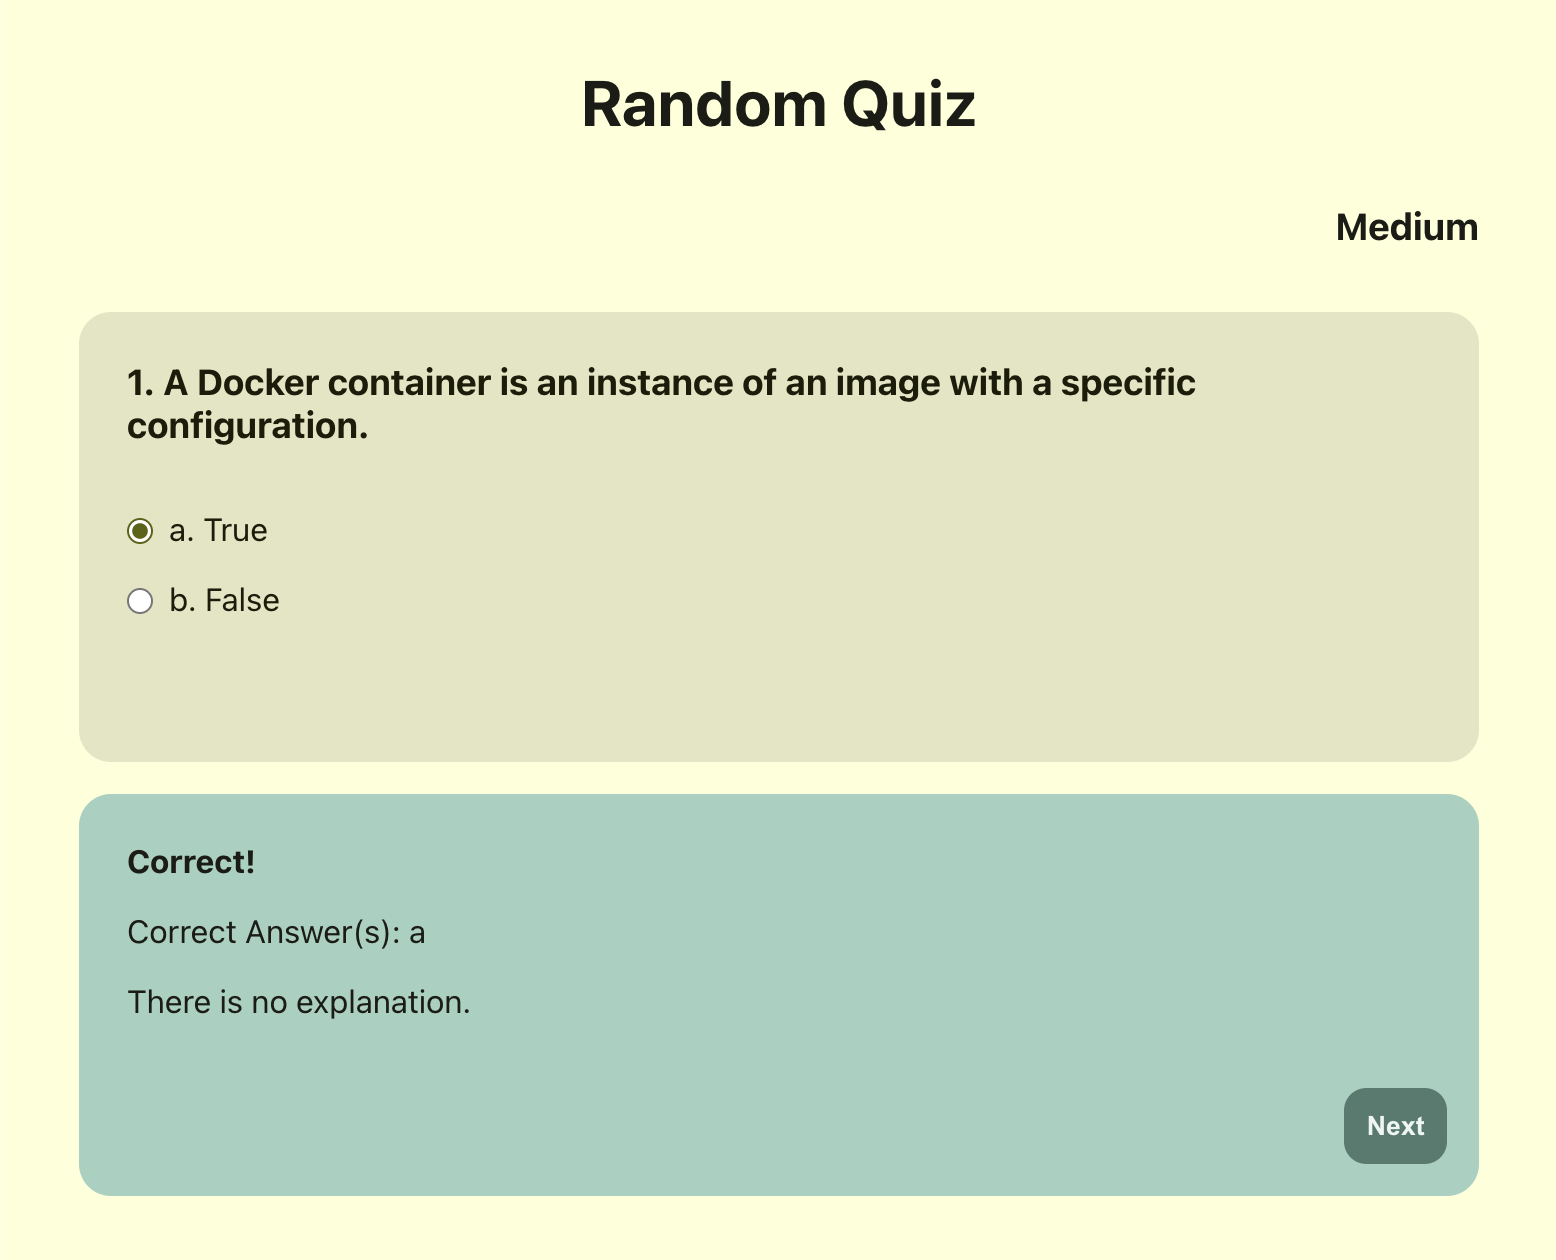 Random Quiz
Medium
1. A Docker container is an instance of an image with a specific
configuration.
a. True
b. False
Correct!
Correct Answer(s): a
There is no explanation.
Next